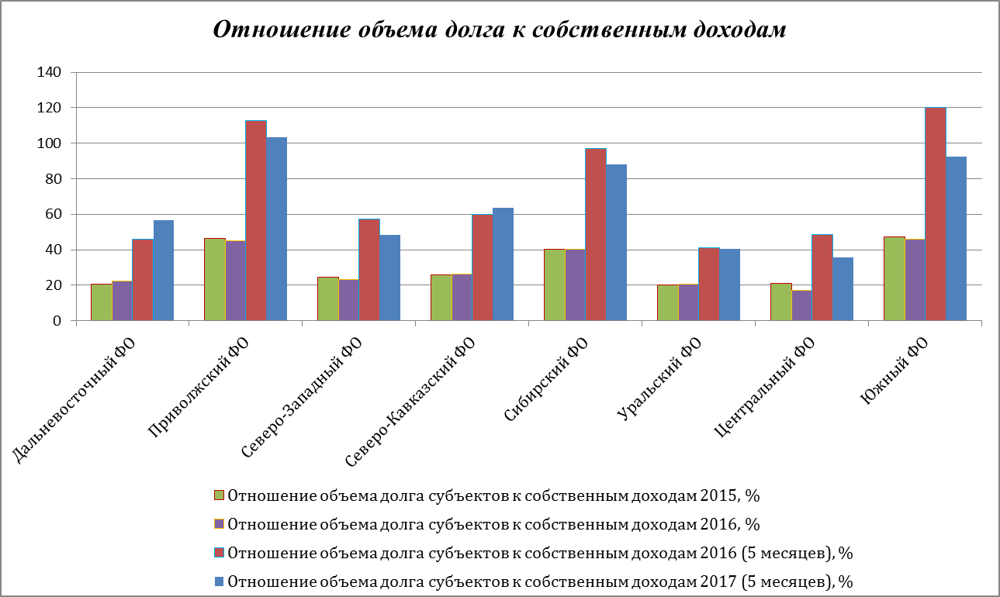 Отношение объема долга к собственным доходам
140
120
100
80
60
40
20
0
Дальневосточный ФО
Приволжский ФО
Северо-Западный ФО
Северо-Кавказский ФО
Сибирский ФО
Уральский ФО
Центральный ФО
Южный ФО
Отношение объема долга субъектов к собственным доходам 2015, %
Отношение объема долга субъектов к собственным доходам 2016, %
Отношение объема долга субъектов к собственным доходам 2016 (5 месяцев), %
Отношение объема долга субъектов к собственным доходам 2017 (5 месяцев), %